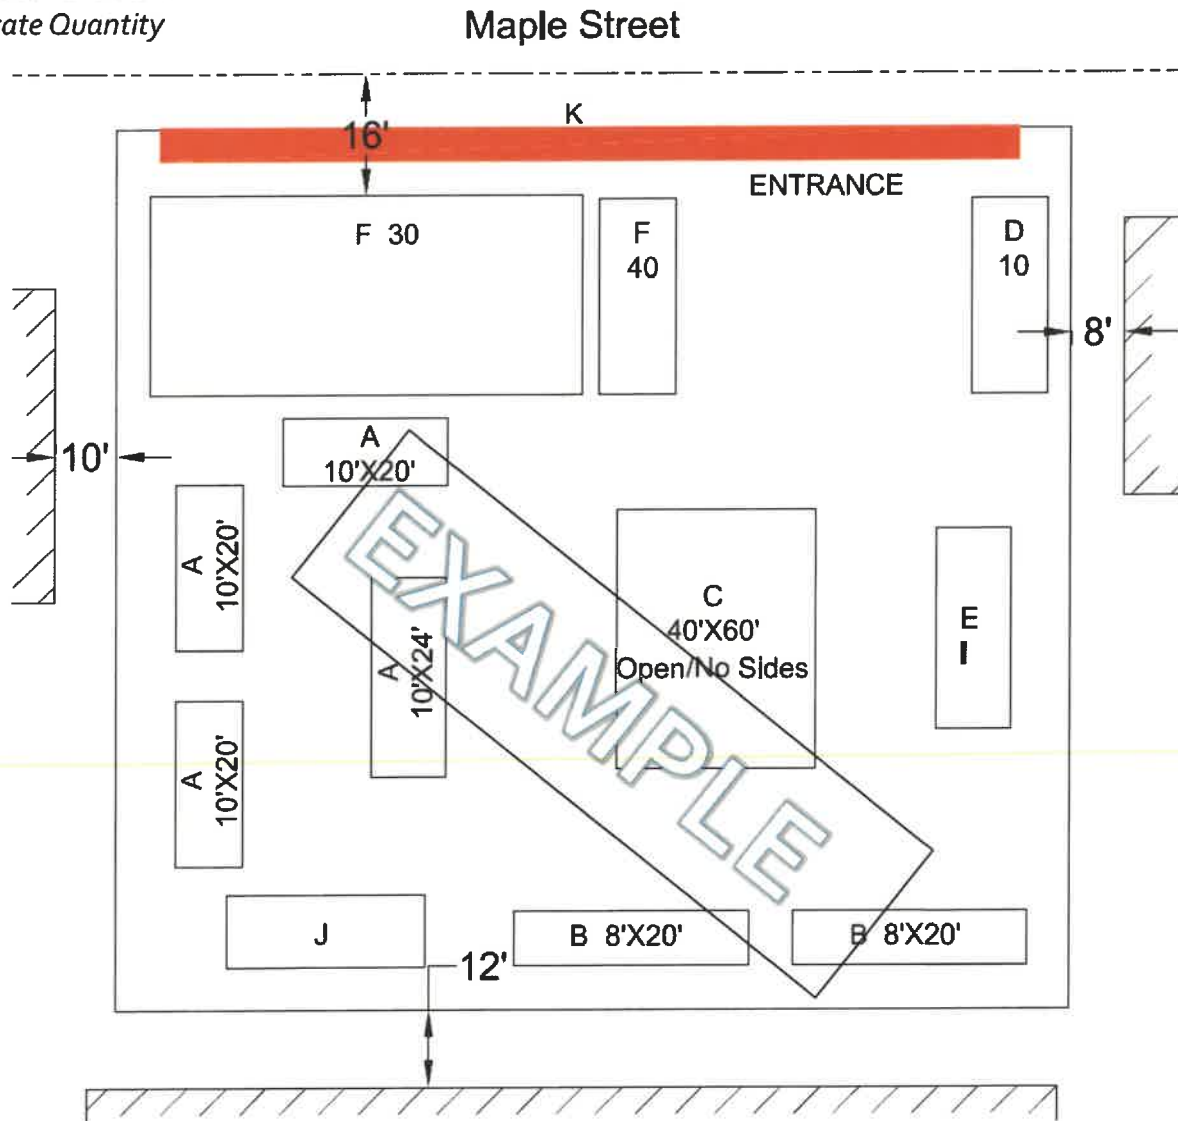 Quantity
Maple Street
K
16'
ENTRANCE
F 30
F
40
D
10
8'
10'
A
10'X20'
A
10'X20'
A
10'X24'
A
10'X20'
C
40'X60'
Open/No Sides
E
I
EXAMPLE
J
B 8'X20'
B 8'X20'
12'